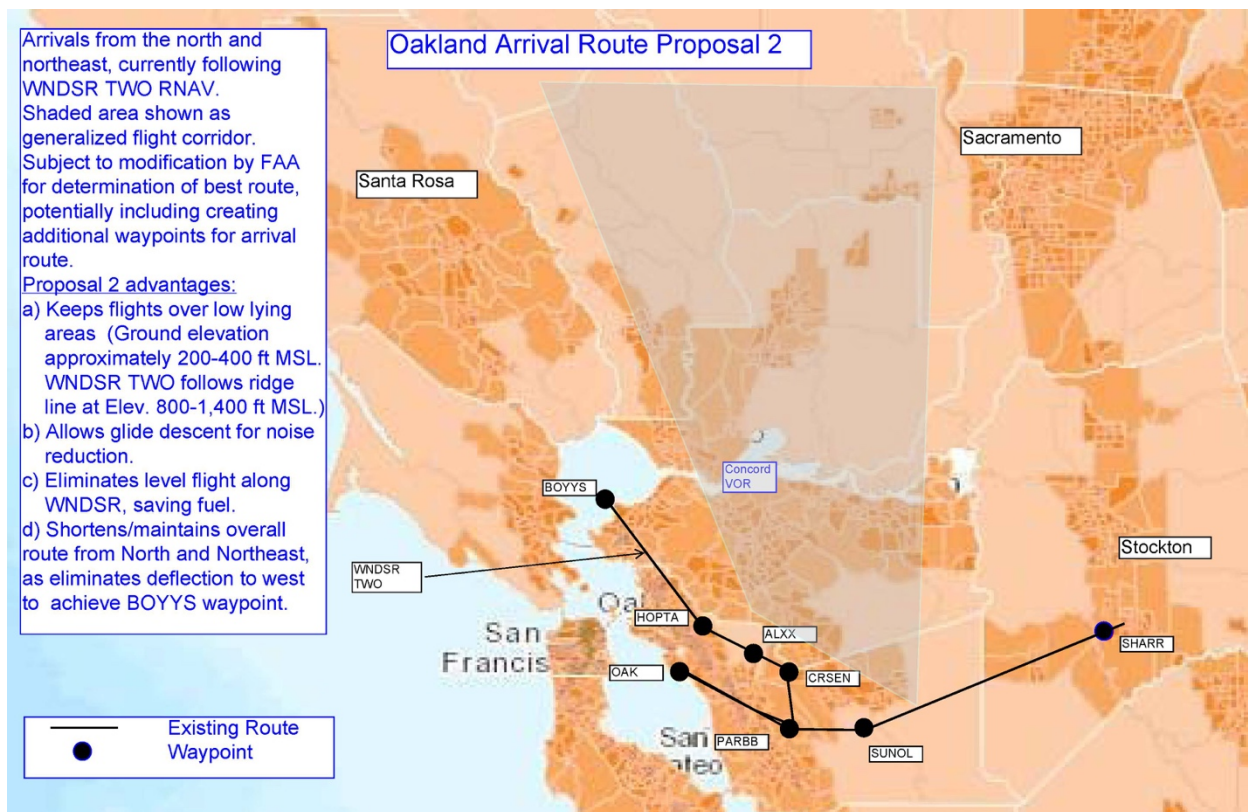 Oakland Arrival Route Proposal 2
Arrivals from the north and
northeast, currently following
WNDSR TWO RNAV.
Shaded area shown as
generalized flight corridor.
Subject to modification by FAA
for determination of best route,
potentially including creating
additional waypoints for arrival
route.
Proposal 2 advantages:
a) Keeps flights over low lying
areas (Ground elevation
approximately 200-400 ft MSL.
WNDSR TWO follows ridge
line at Elev. 800-1,400 ft MSL.)
b) Allows glide descent for noise
reduction.
c) Eliminates level flight along
WNDSR, saving fuel.
d) Shortens/maintains overall
route from North and Northeast,
as eliminates deflection to west
to achieve BOYYS waypoint.
Sacramento
Santa Rosa
Concord
VOR
BOYYS
Stockton
WNDSR
TWO
Oa
HOPTA
ALXX
SHARR
San
Francis
OAK
CRSEN
PARBB
San
ateo
SUNOL
Existing Route
Waypoint